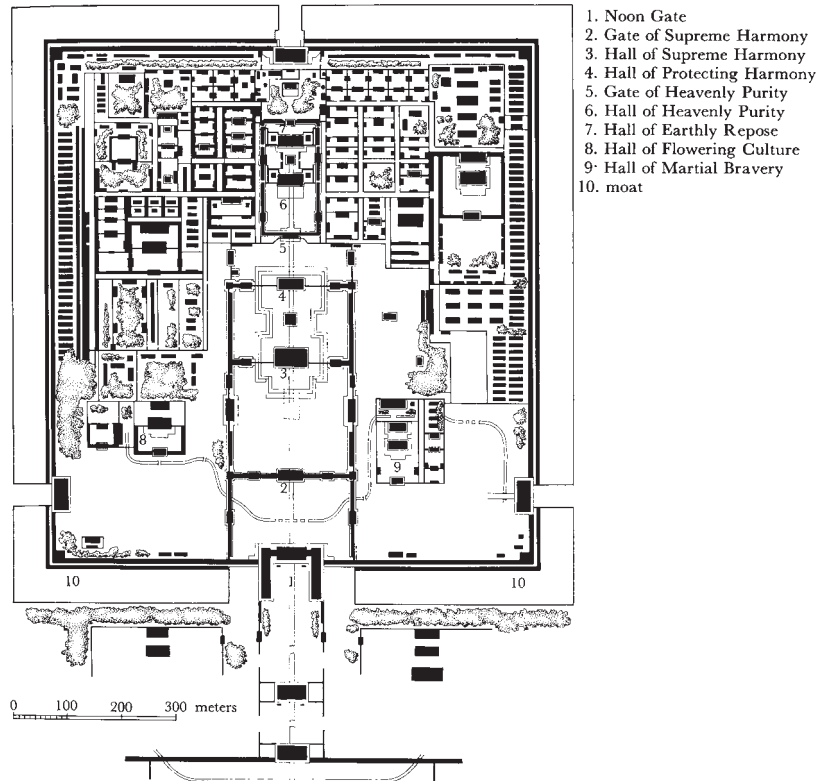 1. Noon Gate
2. Gate of Supreme Harmony
3. Hall of Supreme Harmony
4. Hall of Protecting Harmony
5. Gate of Heavenly Purity
6. Hall of Heavenly Purity
7. Hall of Earthly Repose
8. Hall of Flowering Culture
9. Hall of Martial Bravery
10. moat
7
6
5
4
3
8
9
2
10 1 10
0 100 200 300 meters